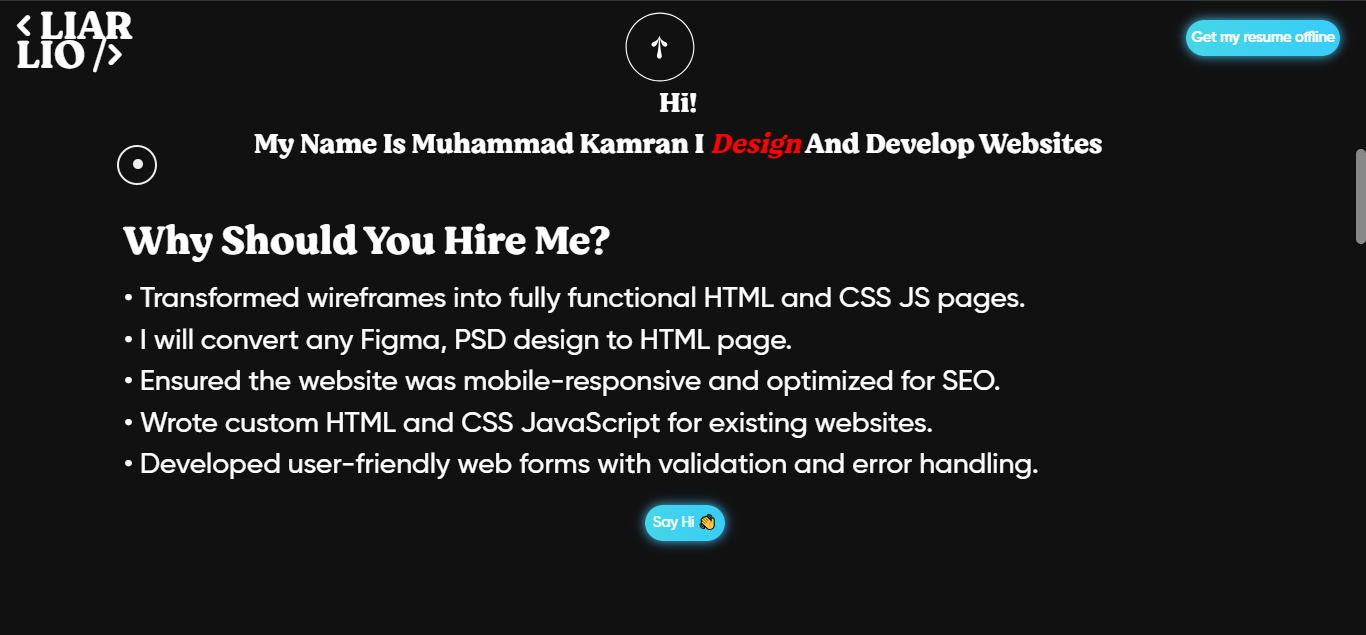 < LIAR
LIO />
Get my resume offline
Hi!
My Name Is Muhammad Kamran I Design And Develop Websites
Why Should You Hire Me?
• Transformed wireframes into fully functional HTML and CSS JS pages.
• I will convert any Figma, PSD design to HTML page.
• Ensured the website was mobile-responsive and optimized for SEO.
• Wrote custom HTML and CSS JavaScript for existing websites.
• Developed user-friendly web forms with validation and error handling.
Say Hi 👏